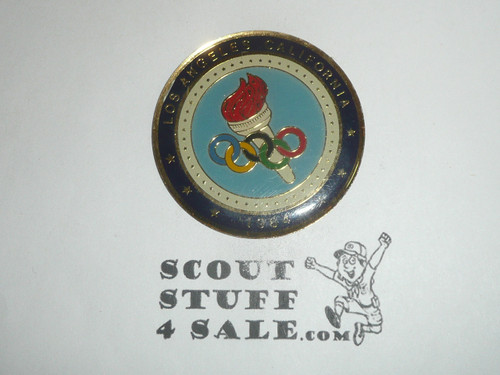 LOS ANGELES CALIFORNIA
1984
SCOUT
STUFF
4 SALE.COM